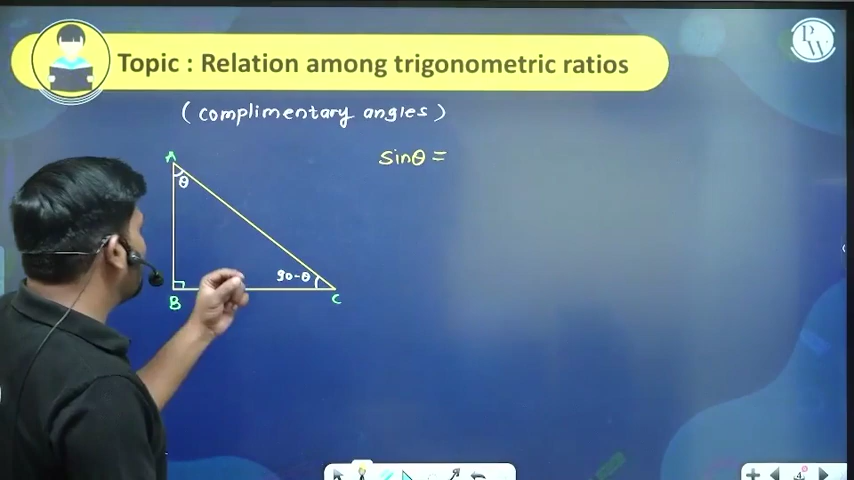 Topic : Relation among trigonometric ratios
PW
(complimentary angles)
A
θ
sinθ =
90-θ
B
C